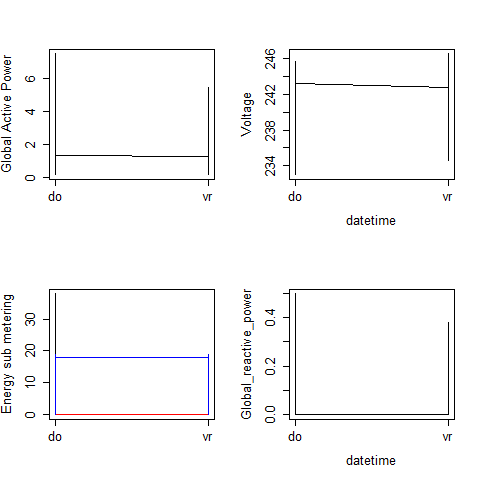 Global Active Power
0 2 4 6
do vr
Voltage
234 238 242 246
do vr
datetime
Energy sub metering
0 10 20 30
do vr
Global_reactive_power
0.0 0.2 0.4
do vr
datetime